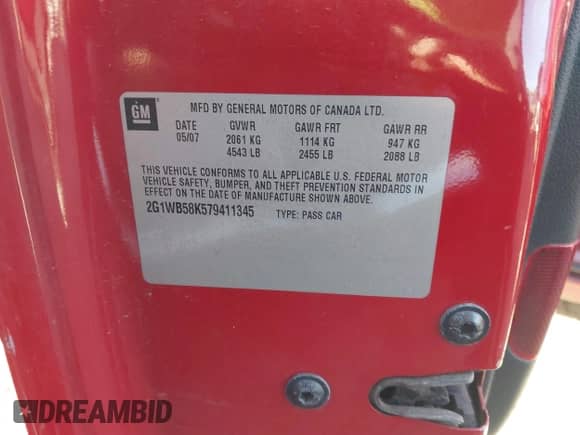 GM
MFD BY GENERAL MOTORS OF CANADA LTD.
DATE GVWR GAWR FRT GAWR RR
05/07 2061 KG 1114 KG 947 KG
4543 LB 2455 LB 2088 LB
THIS VEHICLE CONFORMS TO ALL APPLICABLE U.S. FEDERAL MOTOR
VEHICLE SAFETY, BUMPER, AND THEFT PREVENTION STANDARDS IN
EFFECT ON THE DATE OF MANUFACTURE SHOWN ABOVE.
2G1WB58K579411345 TYPE: PASS CAR
DREAMBID